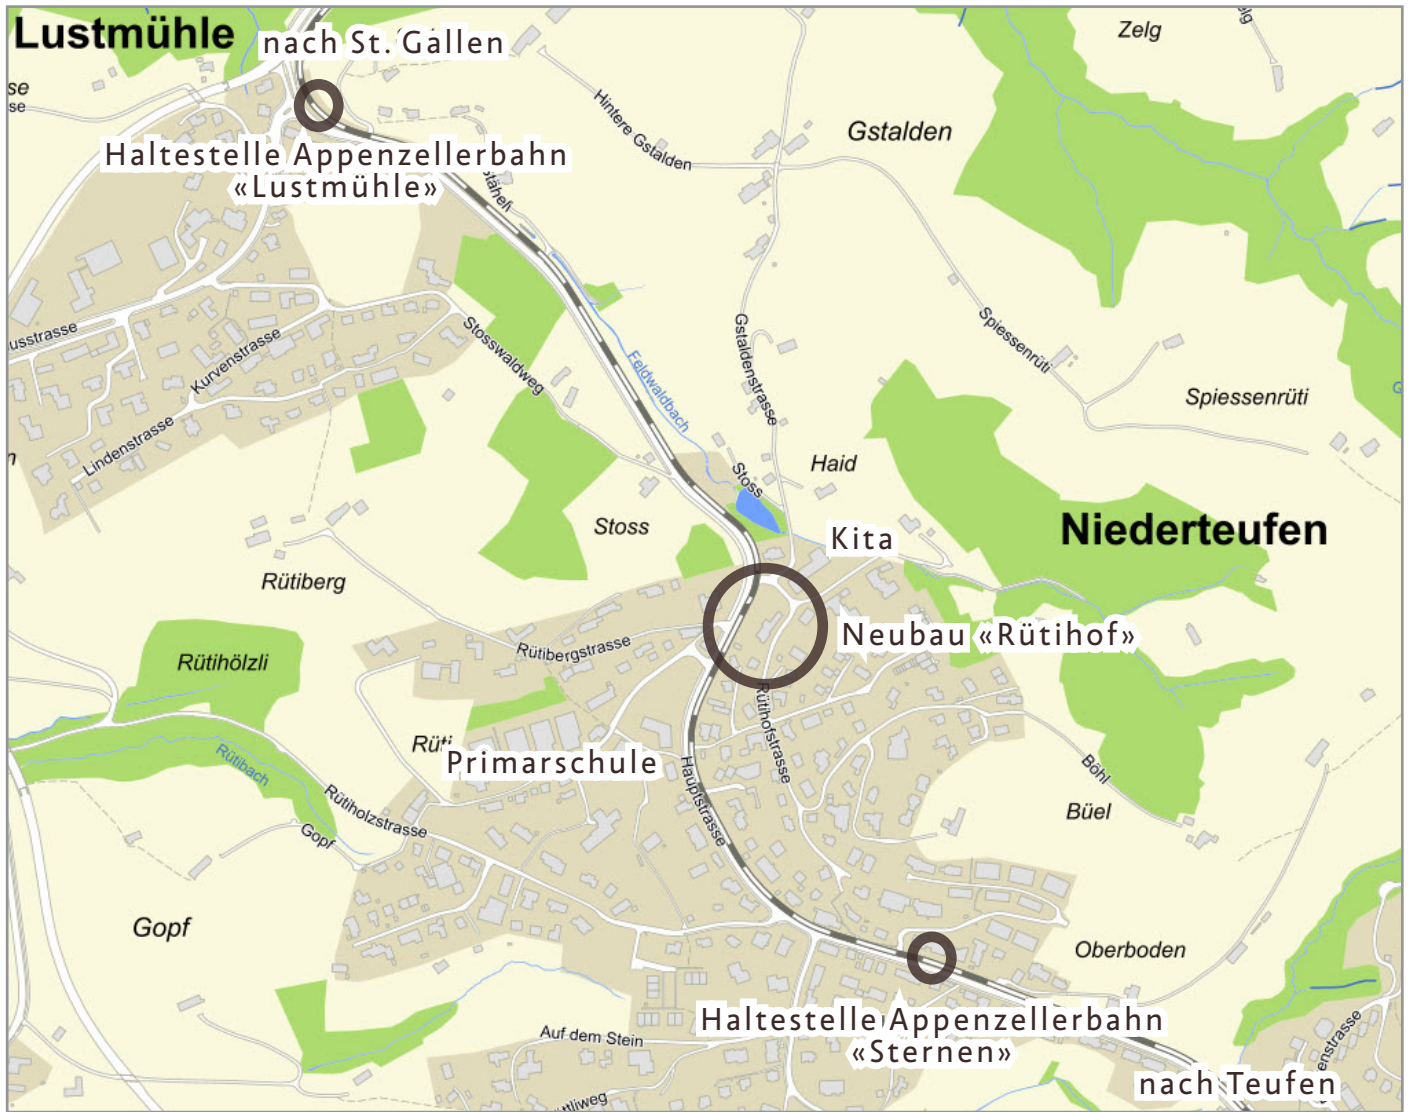 Lustmühle
nach St. Gallen
Zelg
Haltestelle Appenzellerbahn
«Lustmühle»
Hintere Gstalden
Gstalden
Kurvenstrasse
Lindenstrasse
Stosswaldweg
Feldwaldbach
Gstaldenstrasse
Spiessenrüti
Spiessenrüti
Haid
Stoss
Stoss
Niederteufen
Kita
Rütiberg
Neubau «Rütihof»
Rütibergstrasse
Rütihölzli
Rütihofstrasse
Rüti
Primarschule
Rütibach
Rütiholzstrasse
Hauptstrasse
Böhl
Büel
Gopf
Gopf
Oberboden
Haltestelle Appenzellerbahn
«Sternen»
Auf dem Stein
nach Teufen